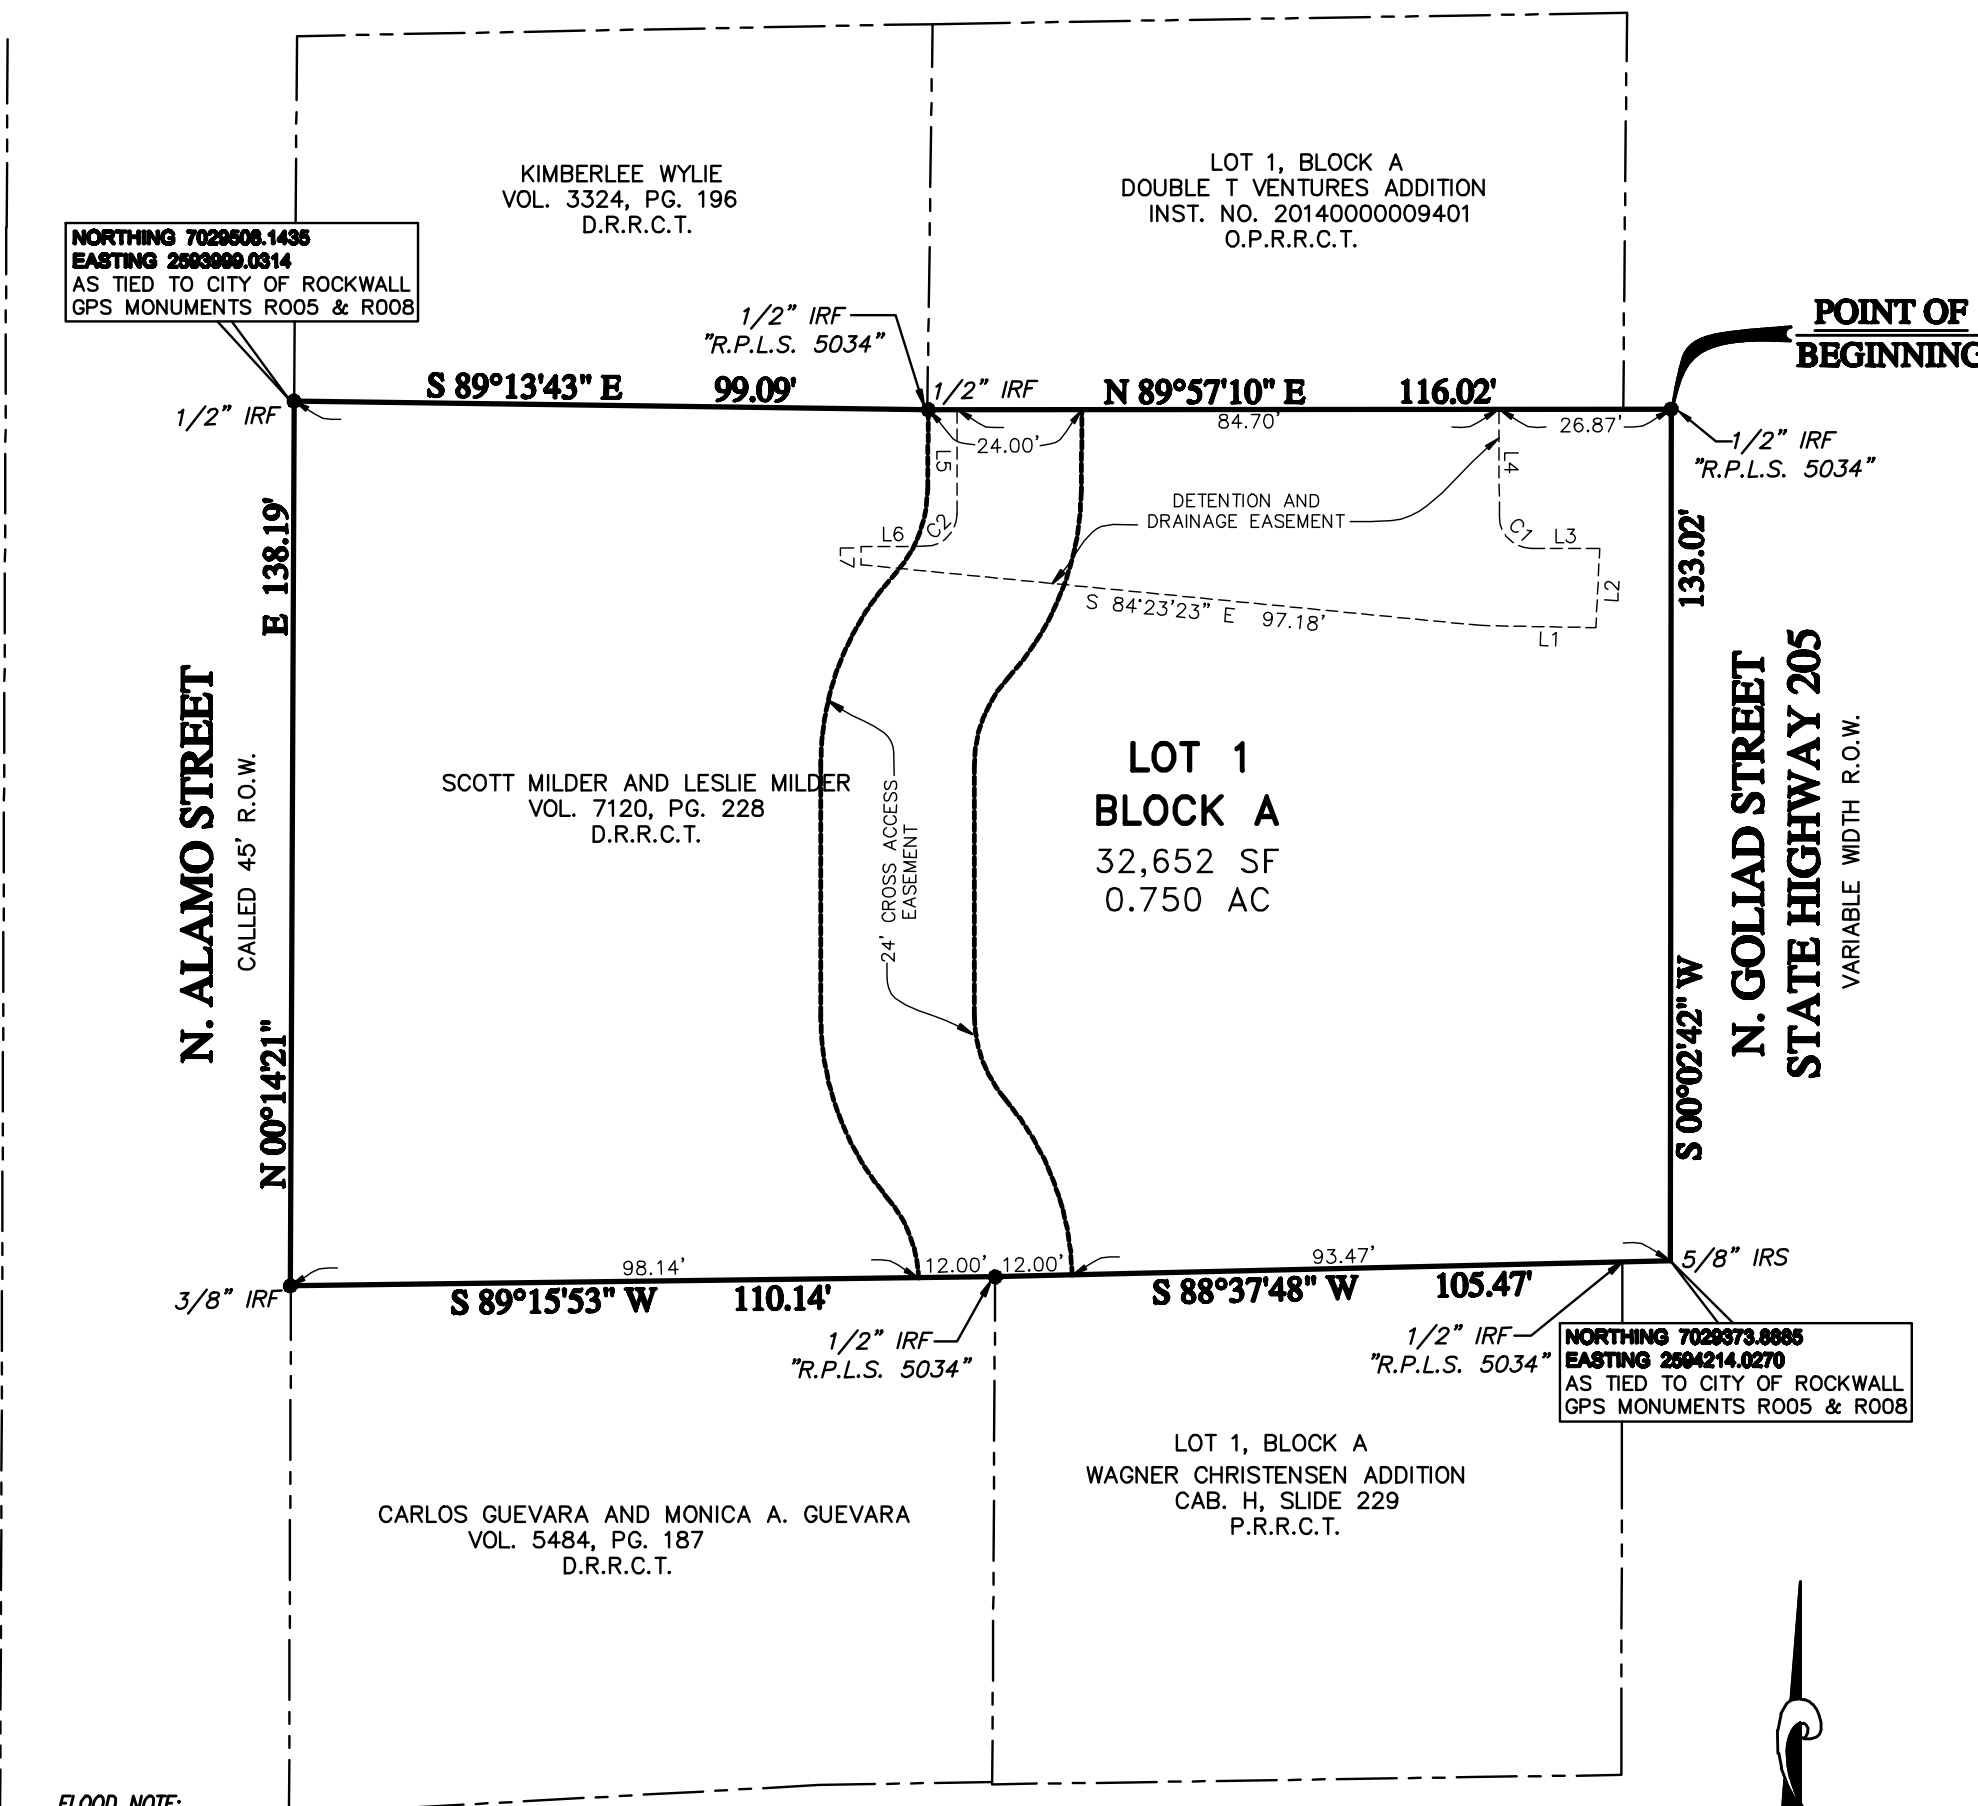 KIMBERLEE WYLIE
VOL. 3324, PG. 196
D.R.R.C.T.
LOT 1, BLOCK A
DOUBLE T VENTURES ADDITION
INST. NO. 20140000009401
O.P.R.R.C.T.
NORTHING 7029508.1435
EASTING 2593999.0314
AS TIED TO CITY OF ROCKWALL
GPS MONUMENTS R005 & R008
1/2" IRF
"R.P.L.S. 5034"
POINT OF
BEGINNING
1/2" IRF
S 89°13'43" E 99.09'
1/2" IRF
N 89°57'10" E 116.02'
84.70'
26.87'
24.00'
1/2" IRF
"R.P.L.S. 5034"
L5
L4
DETENTION AND
DRAINAGE EASEMENT
L6
C2
C1
L3
L7
L2
S 84°23'23" E 97.18'
L1
N 00°14'21" E 138.19'
133.02'
S 00°02'42" W
N. ALAMO STREET
CALLED 45' R.O.W.
SCOTT MILDER AND LESLIE MILDER
VOL. 7120, PG. 228
D.R.R.C.T.
24' CROSS ACCESS
EASEMENT
LOT 1
BLOCK A
32,652 SF
0.750 AC
N. GOLIAD STREET
STATE HIGHWAY 205
VARIABLE WIDTH R.O.W.
98.14'
12.00'
12.00'
93.47'
5/8" IRS
3/8" IRF
S 89°15'53" W 110.14'
S 88°37'48" W 105.47'
1/2" IRF
"R.P.L.S. 5034"
1/2" IRF
"R.P.L.S. 5034"
NORTHING 7029373.8885
EASTING 2594214.0270
AS TIED TO CITY OF ROCKWALL
GPS MONUMENTS R005 & R008
LOT 1, BLOCK A
WAGNER CHRISTENSEN ADDITION
CAB. H, SLIDE 229
P.R.R.C.T.
CARLOS GUEVARA AND MONICA A. GUEVARA
VOL. 5484, PG. 187
D.R.R.C.T.
FLOOD NOTE: